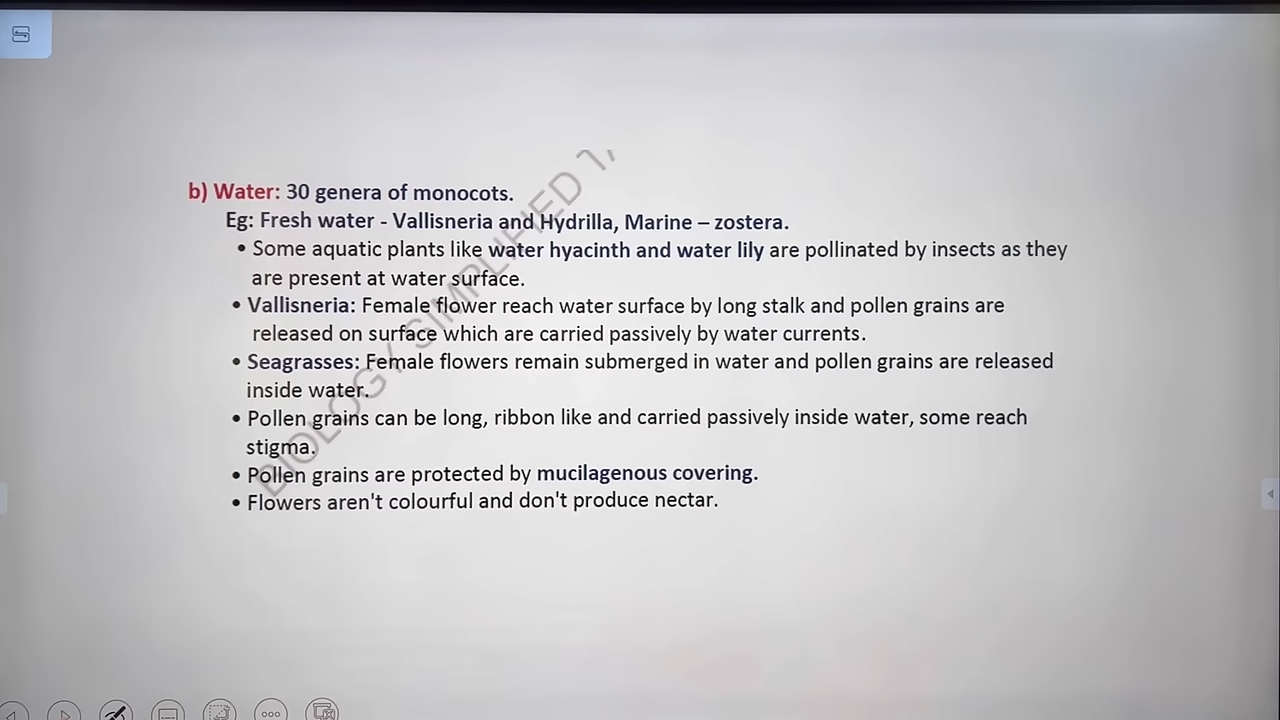 b) Water: 30 genera of monocots.
Eg: Fresh water - Vallisneria and Hydrilla, Marine – zostera.
• Some aquatic plants like water hyacinth and water lily are pollinated by insects as they
are present at water surface.
• Vallisneria: Female flower reach water surface by long stalk and pollen grains are
released on surface which are carried passively by water currents.
• Seagrasses: Female flowers remain submerged in water and pollen grains are released
inside water.
• Pollen grains can be long, ribbon like and carried passively inside water, some reach
stigma.
• Pollen grains are protected by mucilagenous covering.
• Flowers aren't colourful and don't produce nectar.
BIOLOGY SIMPLIFIED